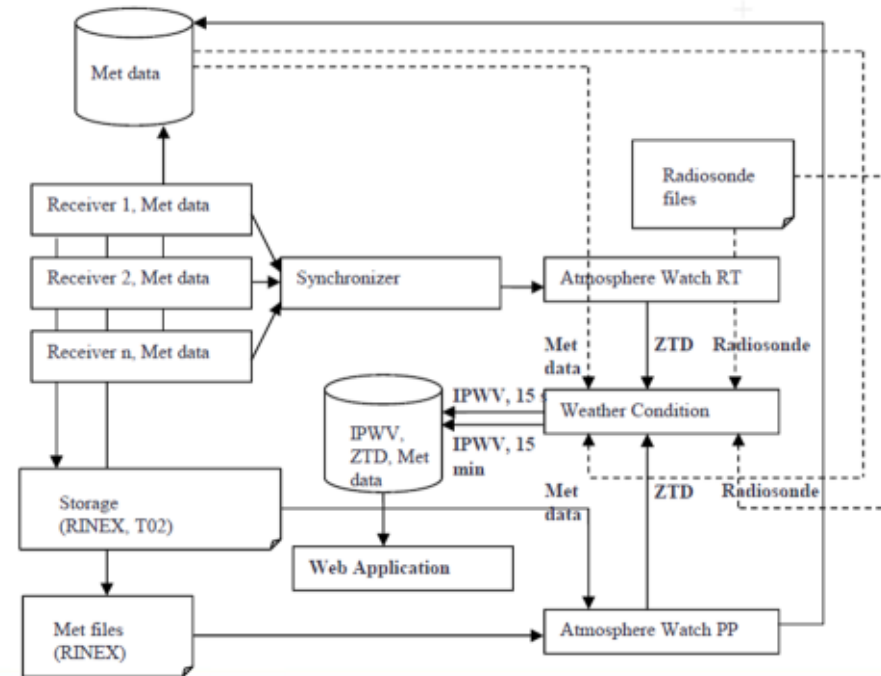 Met data
Receiver 1, Met data
Receiver 2, Met data
Receiver n, Met data
Synchronizer
Radiosonde
files
Atmosphere Watch RT
Met
data
ZTD
Radiosonde
Weather Condition
IPWV, 15 s
IPWV, 15
min
IPWV,
ZTD, Met
data
Met
data
ZTD
Radiosonde
Storage
(RINEX, T02)
Web Application
Met files
(RINEX)
Atmosphere Watch PP